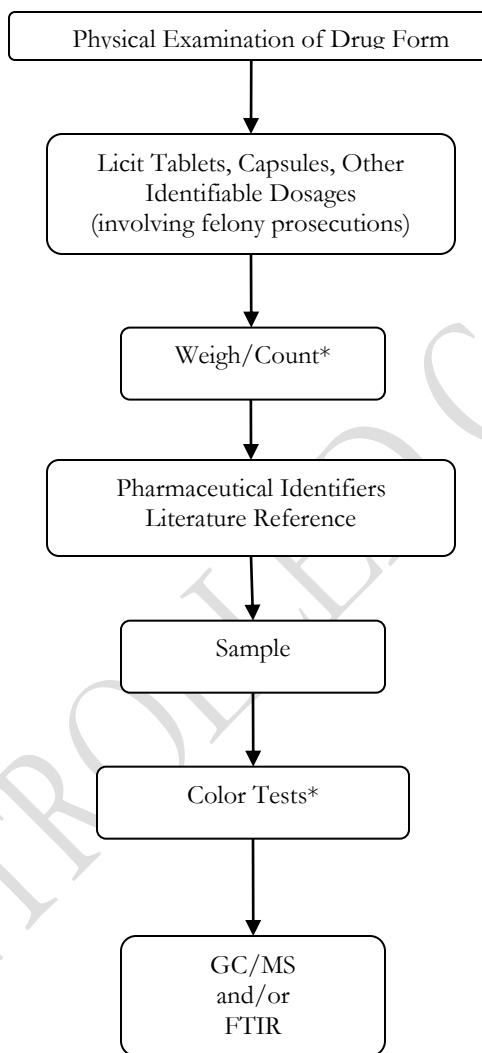 Physical Examination of Drug Form
Licit Tablets, Capsules, Other
Identifiable Dosages
(involving felony prosecutions)
Weigh/Count*
Pharmaceutical Identifiers
Literature Reference
Sample
Color Tests*
GC/MS
and/or
FTIR